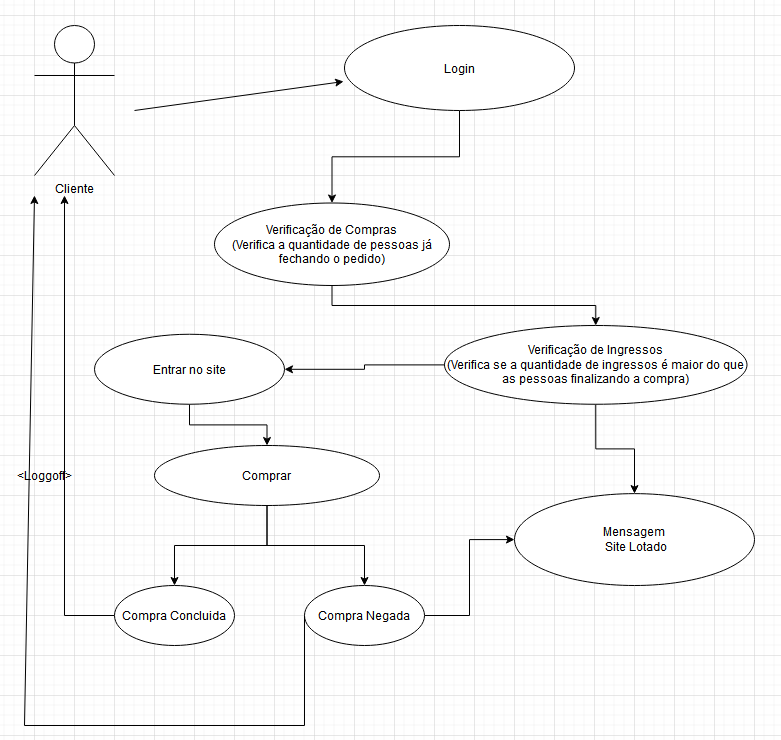 Login
Cliente
Verificação de Compras
(Verifica a quantidade de pessoas já
fechando o pedido)
Verificação de Ingressos
(Verifica se a quantidade de ingressos é maior do que
as pessoas finalizando a compra)
Entrar no site
<Loggoff>
Comprar
Mensagem
Site Lotado
Compra Concluida
Compra Negada